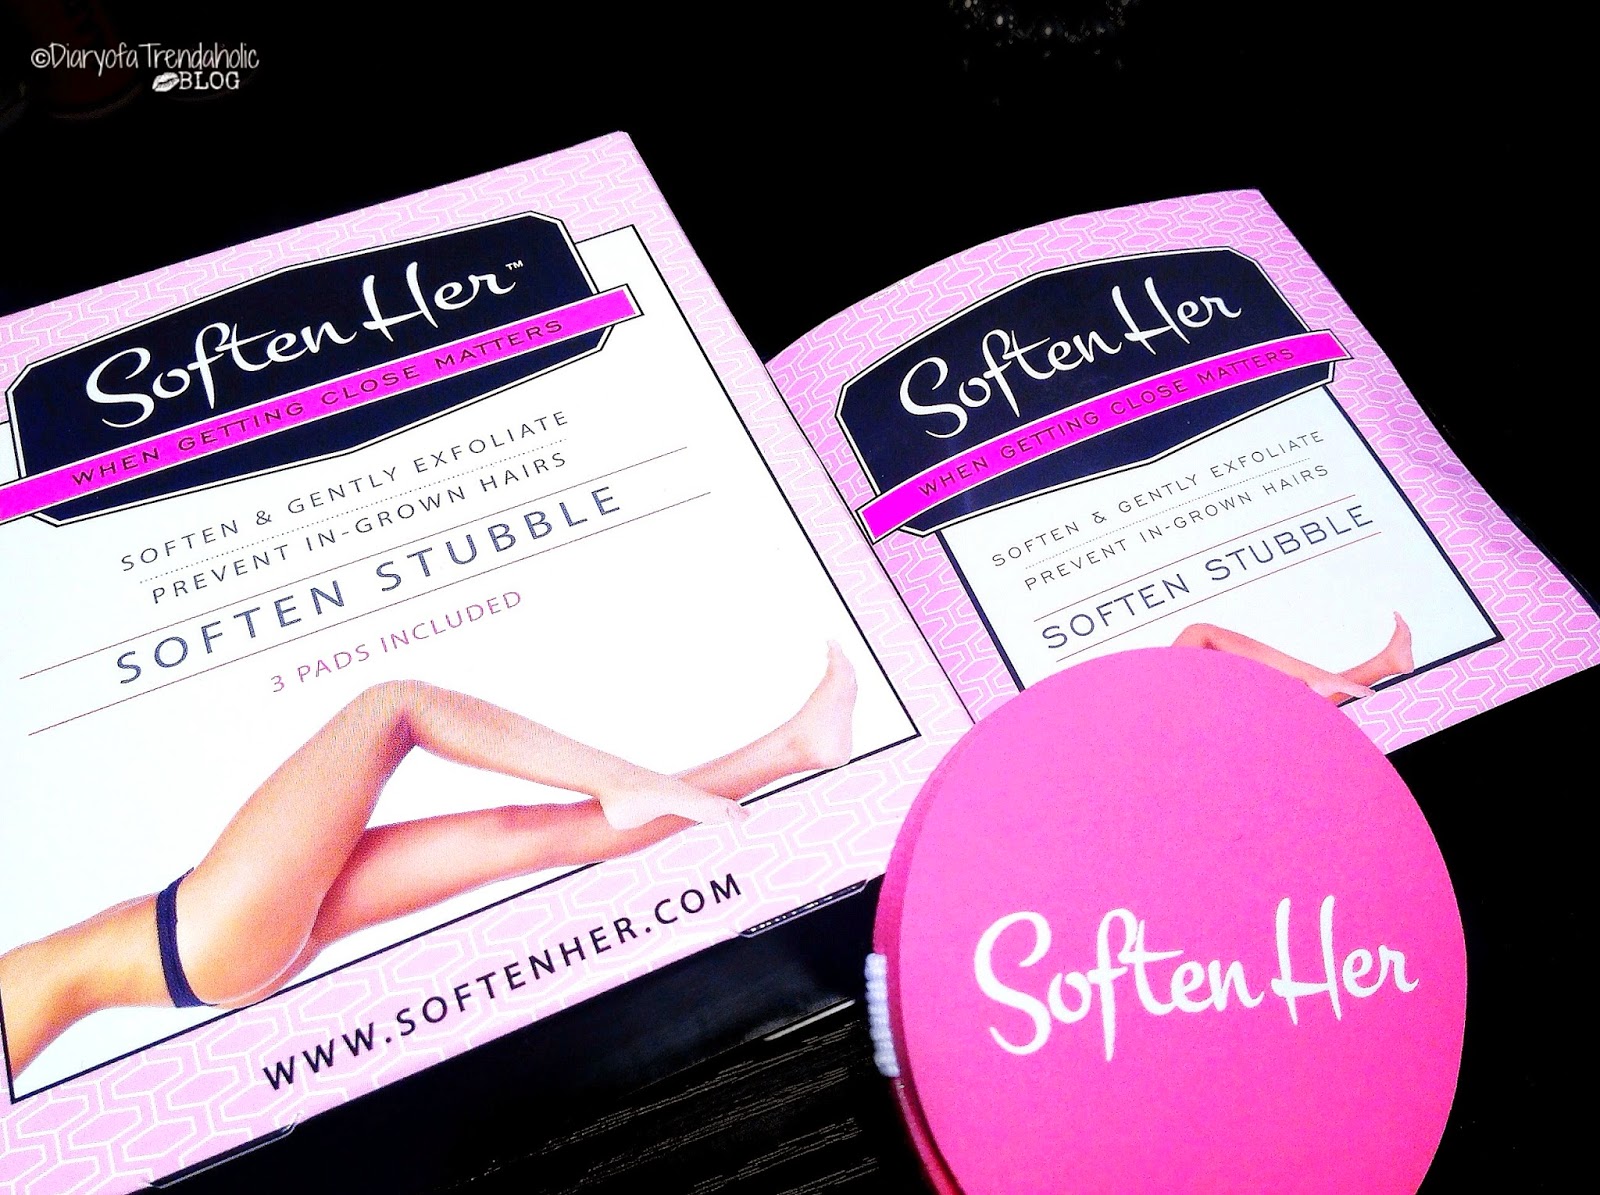 ©DiaryofaTrendaholic
BLOG
Soften Her™
WHEN GETTING CLOSE MATTERS
SOFTEN & GENTLY EXFOLIATE
PREVENT IN-GROWN HAIRS
SOFTEN STUBBLE
3 PADS INCLUDED
WWW.SOFTENHER.COM
Soften Her
WHEN GETTING CLOSE MATTERS
SOFTEN & GENTLY EXFOLIATE
PREVENT IN-GROWN HAIRS
SOFTEN STUBBLE
Soften Her